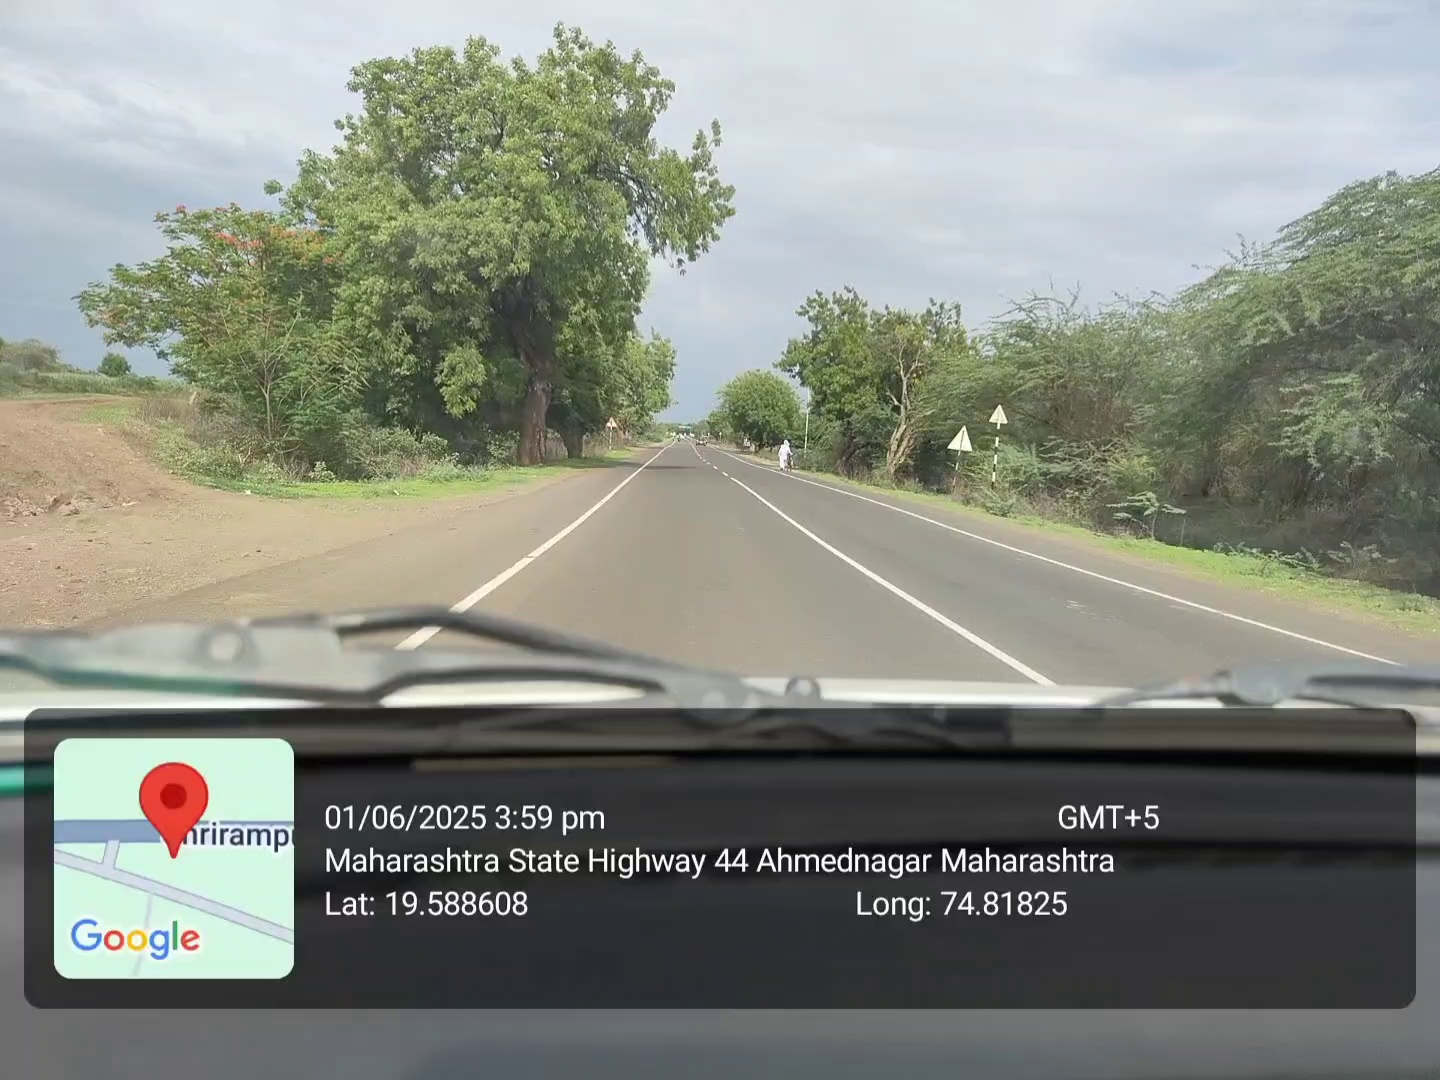 hrirampu
Google
01/06/2025 3:59 pm GMT+5
Maharashtra State Highway 44 Ahmednagar Maharashtra
Lat: 19.588608 Long: 74.81825